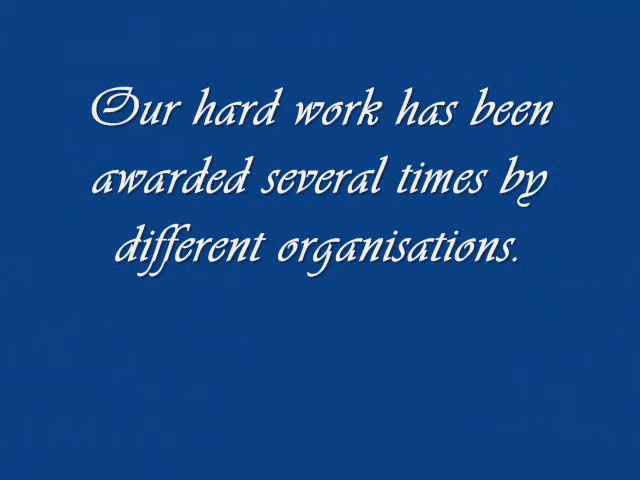 Our hard work has been
awarded several times by
different organisations.